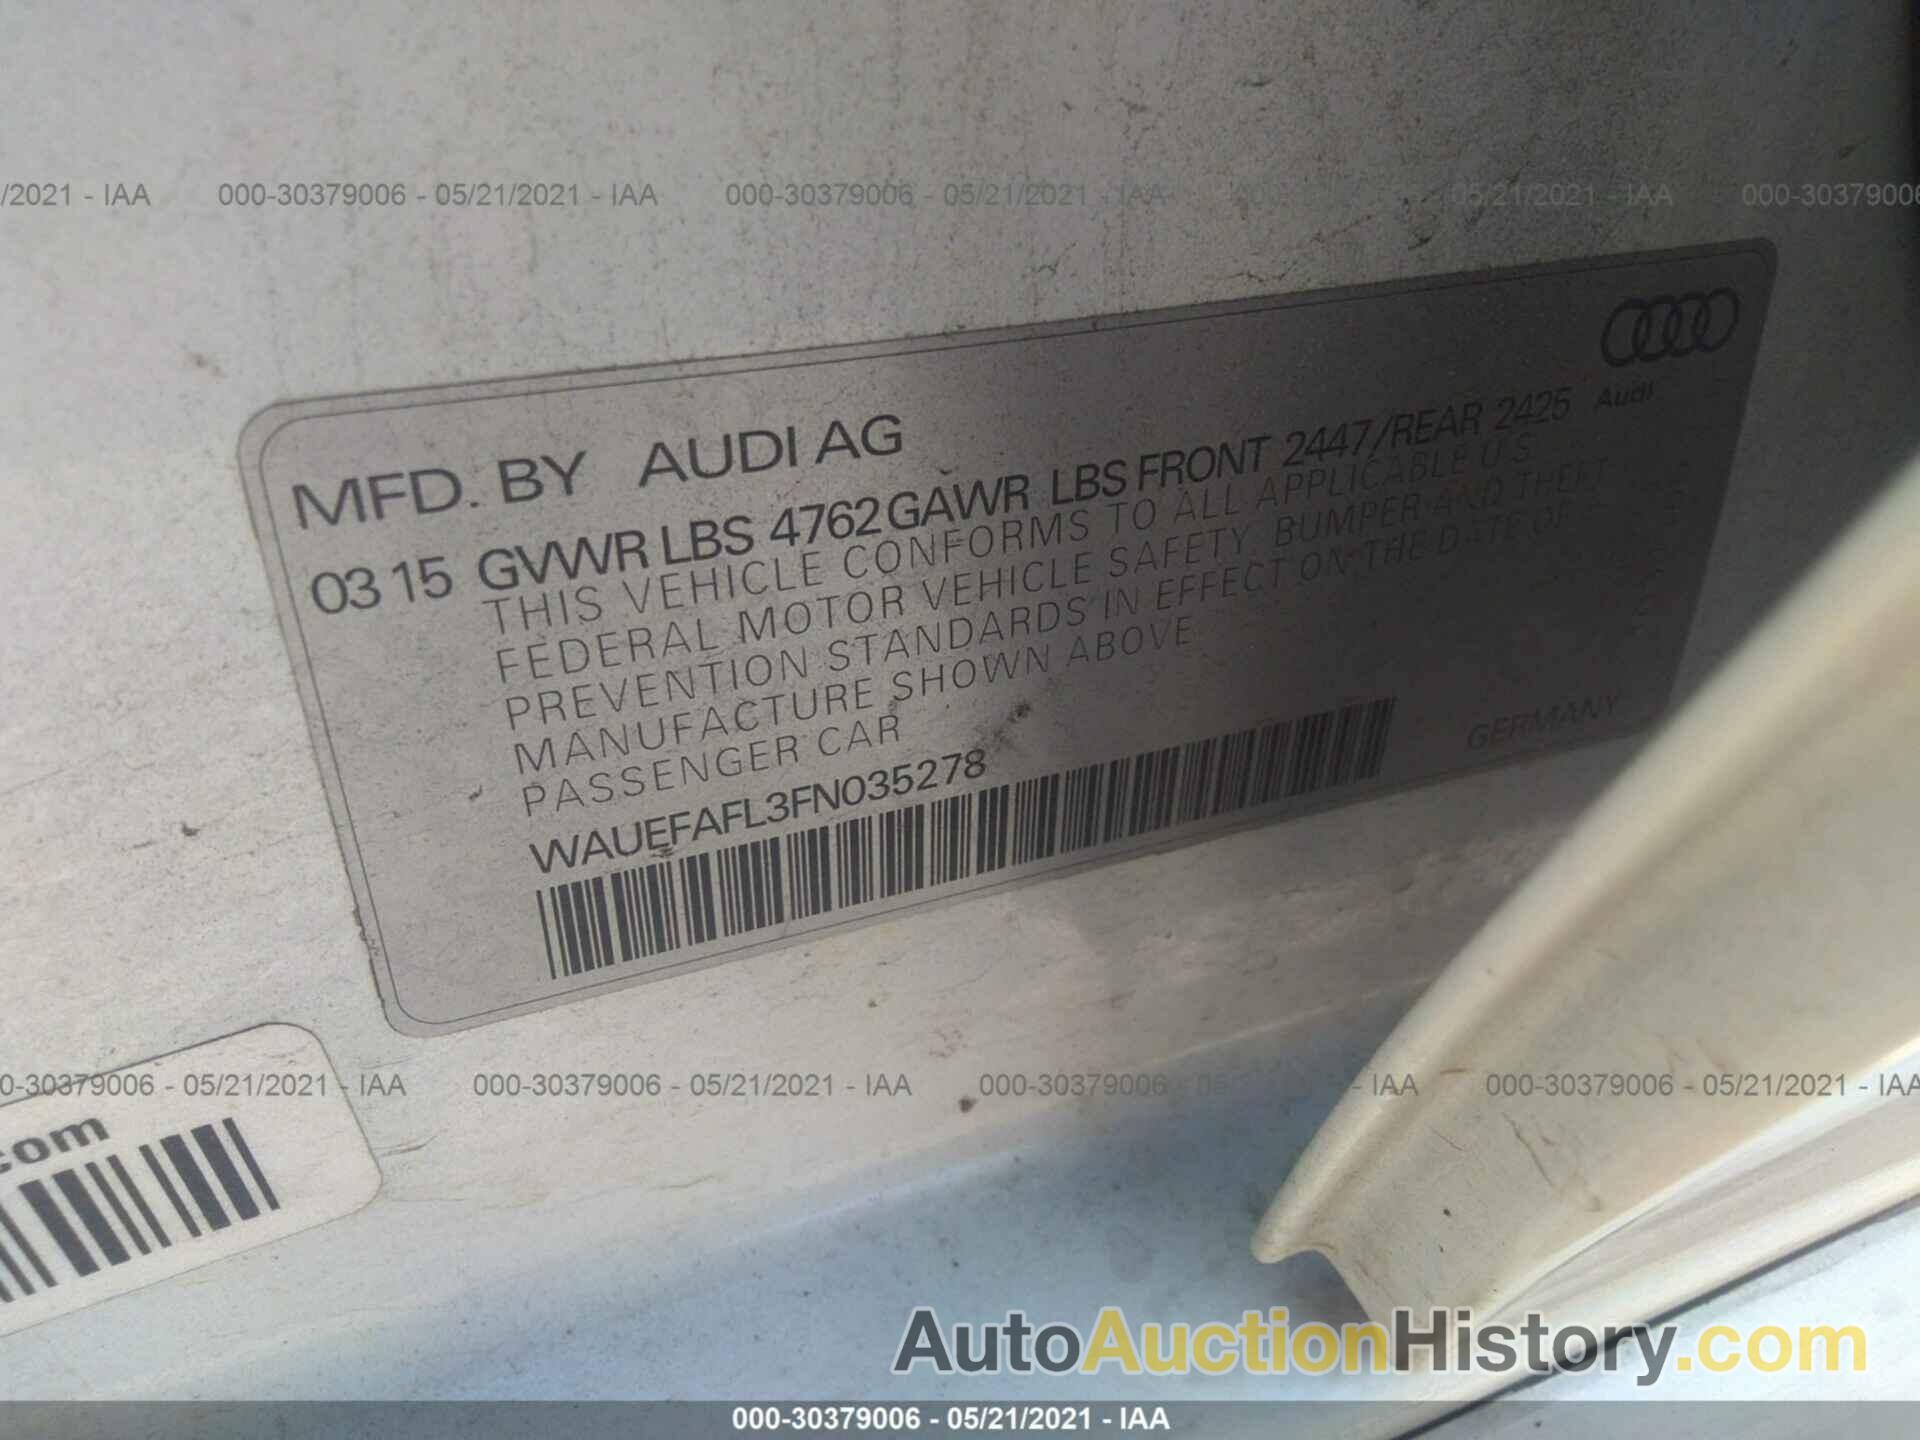 /2021 - IAA 000-30379006 - 05/21/2021 - IAA 000-30379006 - 05/21/2021 - IAA 000- 05/21/2021 - IAA 000-3037900
Audi
MFD. BY AUDI AG
03 15 GVWR LBS 4762 GAWR LBS FRONT 2447/REAR 2425
THIS VEHICLE CONFORMS TO ALL APPLICABLE U S
FEDERAL MOTOR VEHICLE SAFETY BUMPER AND THEFT
PREVENTION STANDARDS IN EFFECT ON THE DATE OF
MANUFACTURE SHOWN ABOVE
PASSENGER CAR
WAUEFAFL3FN035278
GERMANY
0-30379006 - 05/21/2021 - IAA 000-30379006 - 05/21/2021 - IAA 000-30379006 - 05/21/2021 - IAA 000-30379006 - 05/21/2021 - IAA
com
AutoAuctionHistory.com
000-30379006 - 05/21/2021 - IAA